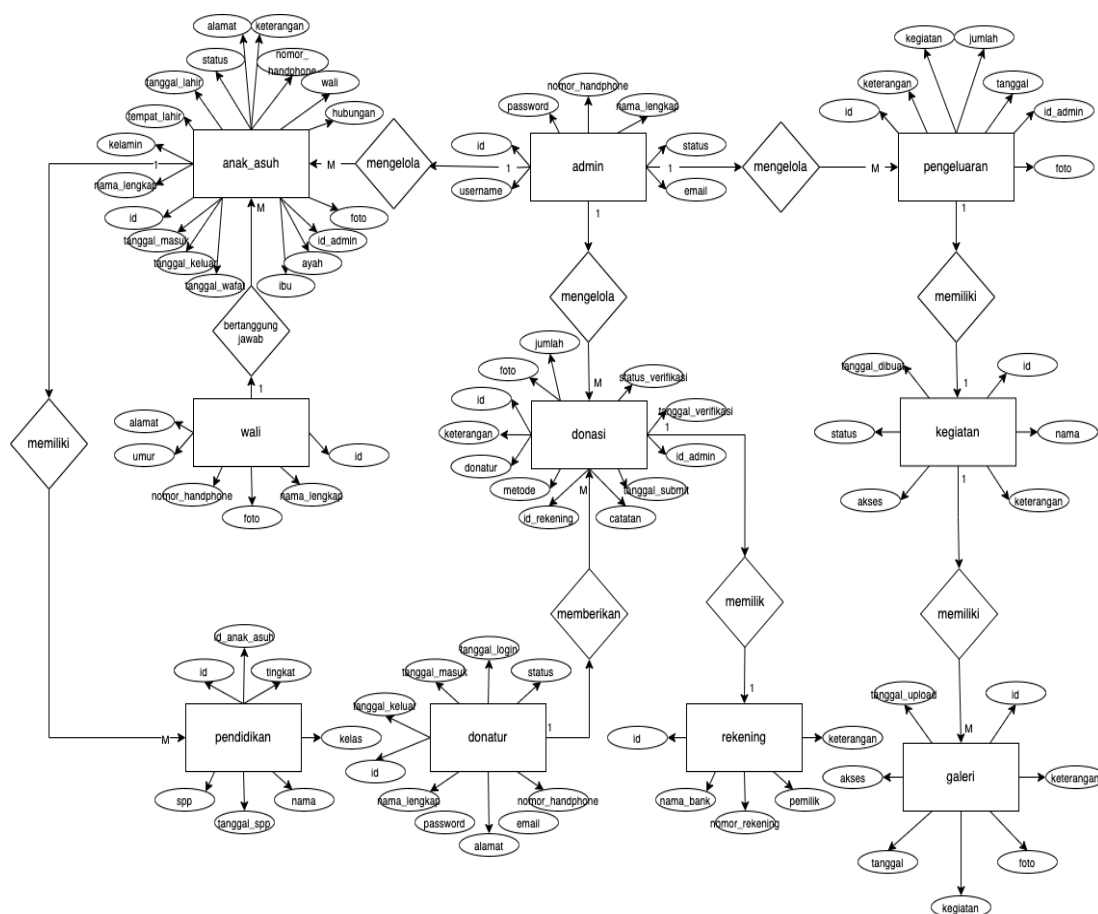 alamat
keterangan
status
nomor_
handphone
tanggal_lahir
wali
tempat_lahir
hubungan
kelamin
anak_asuh
nama_lengkap
1
M
id
foto
tanggal_masuk
id_admin
tanggal_keluar
ayah
tanggal_wafat
ibu
M
mengelola
nomor_handphone
password
nama_lengkap
id
status
1
admin
1
username
email
1
mengelola
M
kegiatan
jumlah
keterangan
tanggal
id
id_admin
pengeluaran
foto
1
bertanggung
jawab
1
mengelola
memiliki
alamat
wali
umur
id
nomor_handphone
nama_lengkap
foto
memiliki
jumlah
foto
M
status_verifikasi
id
tanggal_verifikasi
keterangan
donasi
1
id_admin
donatur
metode
M
tanggal_submit
id_rekening
catatan
tanggal_dibuat
1
id
status
kegiatan
nama
akses
1
keterangan
memberikan
memilik
memiliki
id_anak_asuh
id
tingkat
M
pendidikan
kelas
spp
nama
tanggal_spp
tanggal_login
tanggal_masuk
status
tanggal_keluar
donatur
1
id
nama_lengkap
nomor_handphone
password
email
alamat
1
id
rekening
keterangan
nama_bank
pemilik
nomor_rekening
tanggal_upload
id
M
akses
galeri
keterangan
tanggal
foto
kegiatan